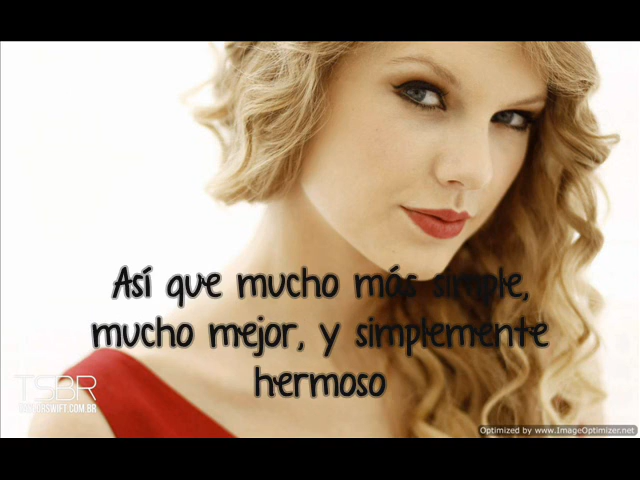 Así que mucho más simple,
mucho mejor, y simplemente
hermoso
TSBR
TAYLORSWIFT.COM.BR
Optimized by www.ImageOptimizer.net